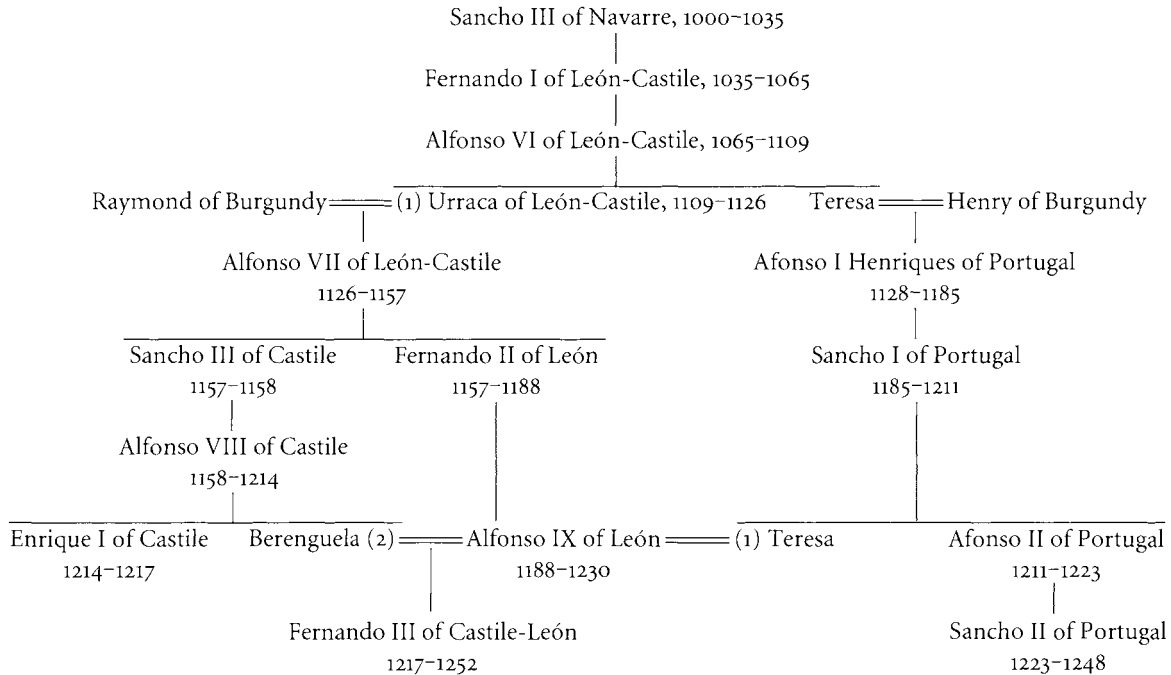 Sancho III of Navarre, 1000–1035
Fernando I of León-Castile, 1035–1065
Alfonso VI of León-Castile, 1065–1109
Raymond of Burgundy (1) Urraca of León-Castile, 1109–1126 Teresa Henry of Burgundy
Alfonso VII of León-Castile Afonso I Henriques of Portugal
1126–1157 1128–1185
Sancho III of Castile Fernando II of León Sancho I of Portugal
1157–1158 1157–1188 1185–1211
Alfonso VIII of Castile
1158–1214
Enrique I of Castile Berenguela (2) Alfonso IX of León (1) Teresa Afonso II of Portugal
1214–1217 1188–1230 1211–1223
Fernando III of Castile-León Sancho II of Portugal
1217–1252 1223–1248